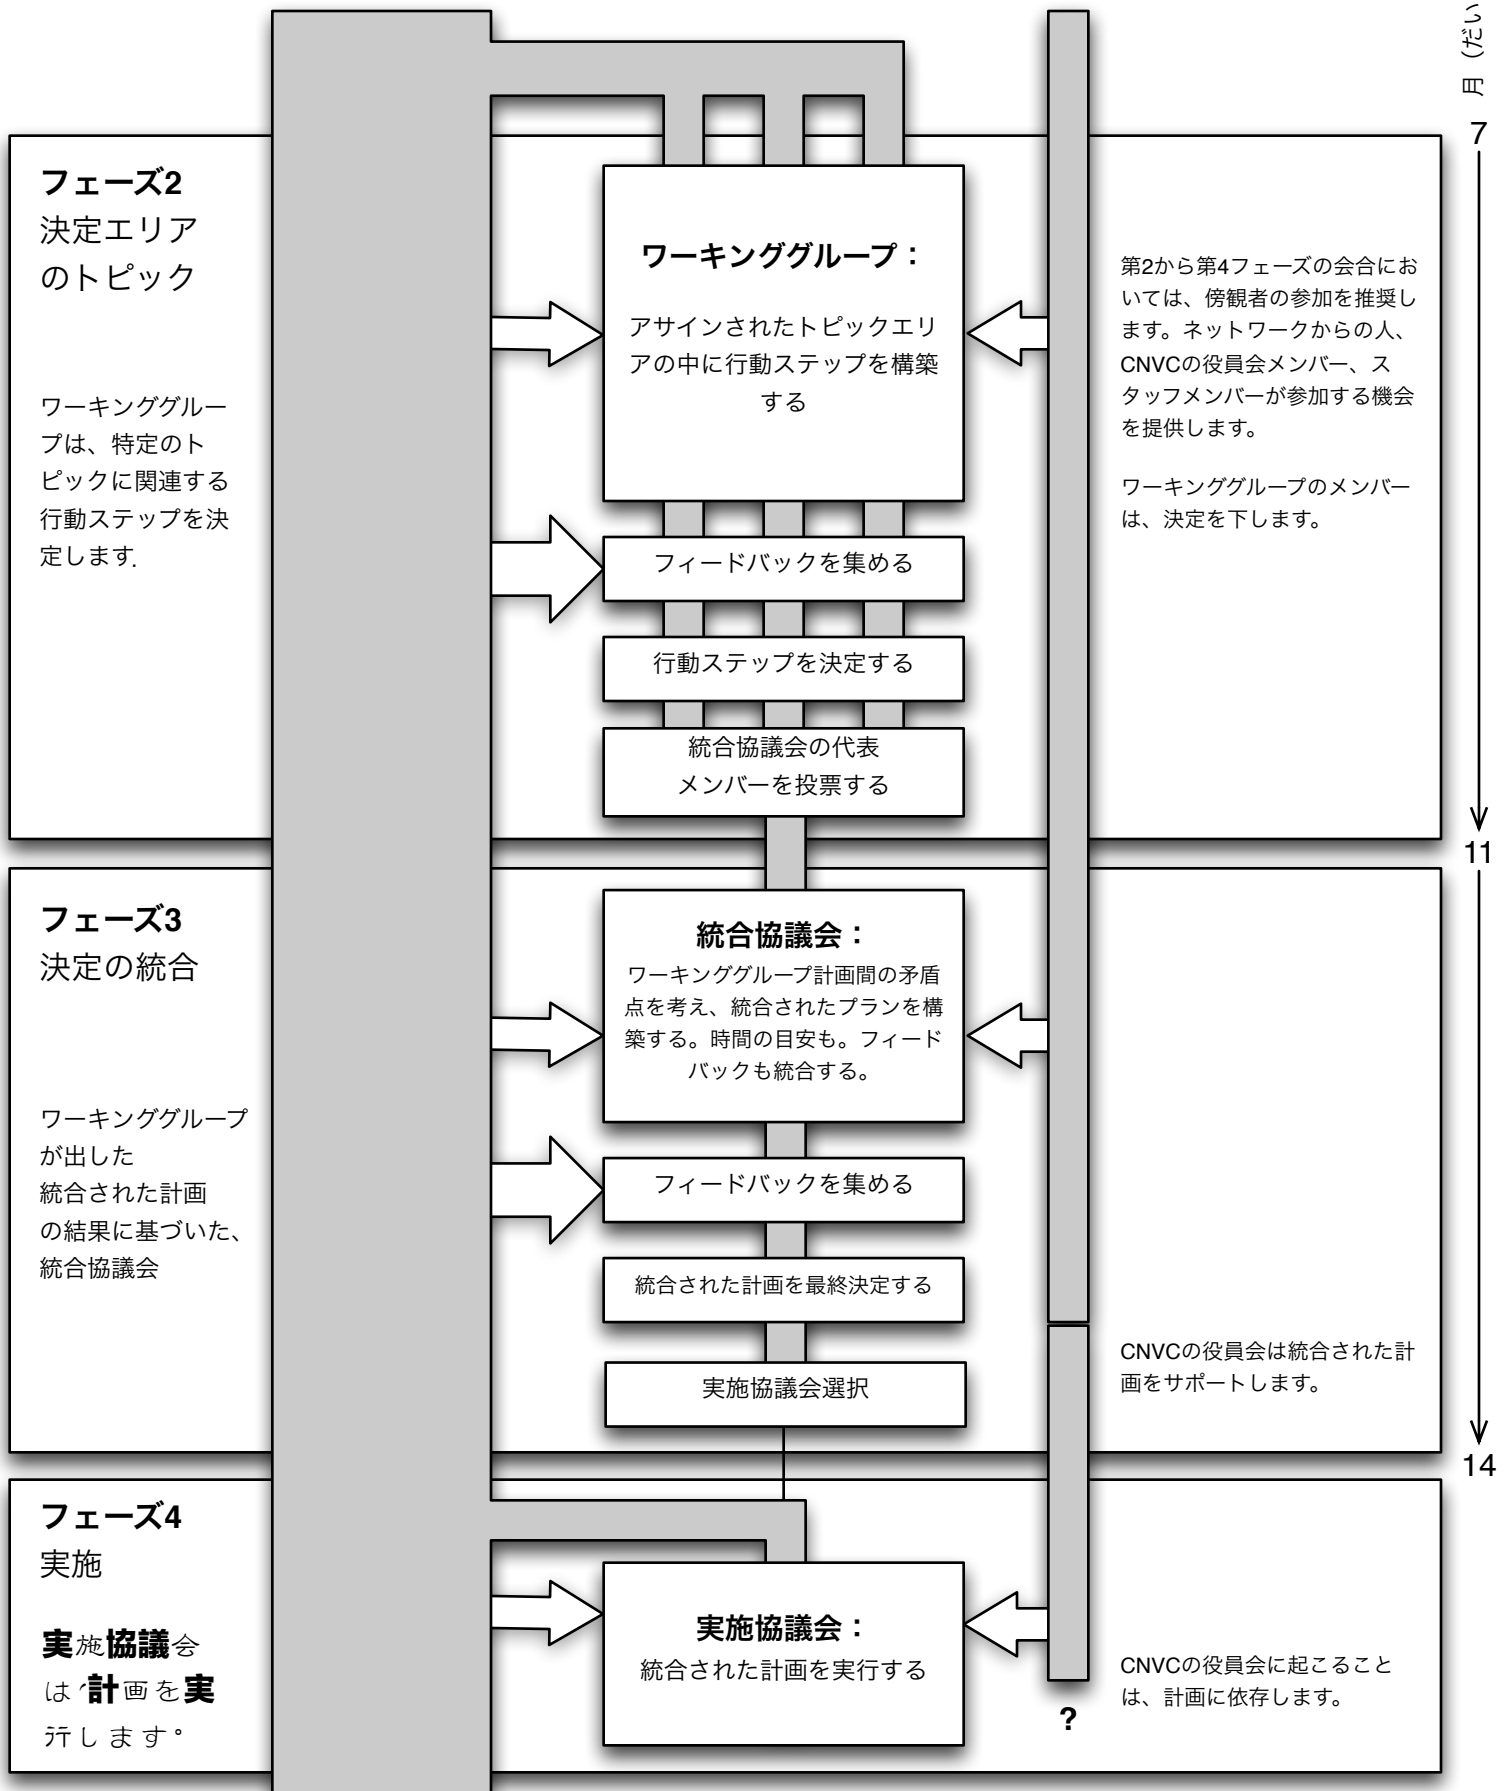 月 (だい
7
フェーズ2
決定エリア
のトピック
ワーキンググルー
プは、特定のト
ピックに関連する
行動ステップを決
定します.
ワーキンググループ：
アサインされたトピックエリ
アの中に行動ステップを構築
する
フィードバックを集める
行動ステップを決定する
統合協議会の代表
メンバーを投票する
第2から第4フェーズの会合にお
いては、傍観者の参加を推奨し
ます。ネットワークからの人、
CNVCの役員会メンバー、ス
タッフメンバーが参加する機会
を提供します。
ワーキンググループのメンバー
は、決定を下します。
11
フェーズ3
決定の統合
ワーキンググループ
が出した
統合された計画
の結果に基づいた、
統合協議会
統合協議会：
ワーキンググループ計画間の矛盾
点を考え、統合されたプランを構
築する。時間の目安も。フィード
バックも統合する。
フィードバックを集める
統合された計画を最終決定する
実施協議会選択
CNVCの役員会は統合された計
画をサポートします。
14
フェーズ4
実施
実施協議会
は、計画を実
行します。
実施協議会：
統合された計画を実行する
?
CNVCの役員会に起こること
は、計画に依存します。